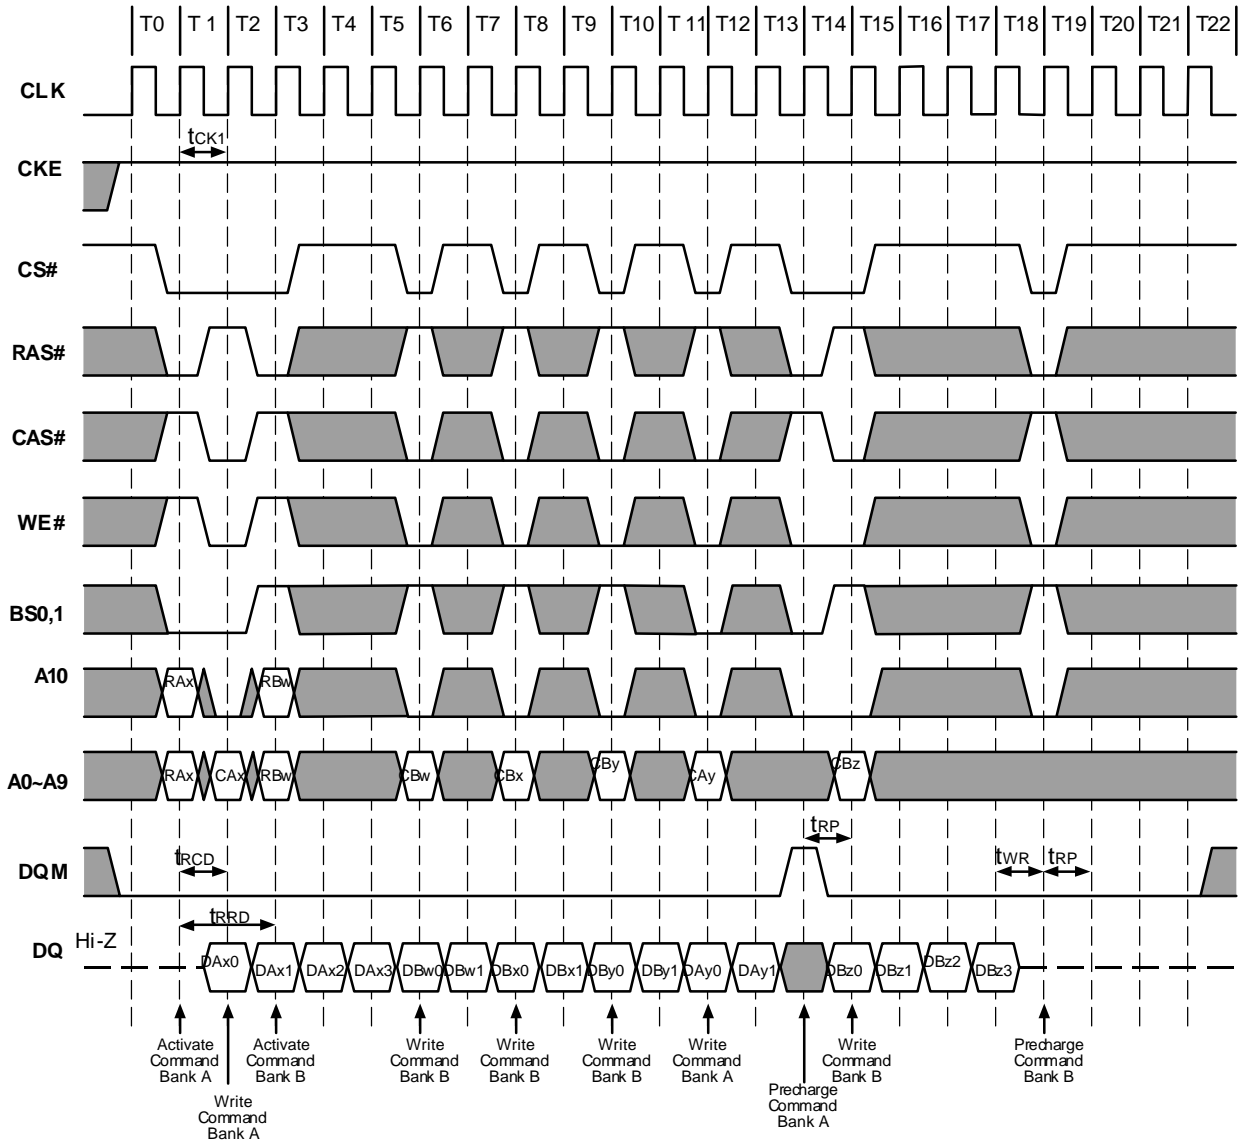 T0 T 1 T2 T3 T4 T5 T6 T7 T8 T9 T10 T 11 T12 T13 T14 T15 T16 T17 T18 T19 T20 T21 T22
CLK
tCK1
CKE
CS#
RAS#
CAS#
WE#
BS0,1
A10
RAx RBw
A0~A9
RAx CAx RBw CBw CBx CBy CAy CBz
tRP
DQM
tRCD tWR tRP
tRRD
DQ
Hi-Z
DAx0 DAx1 DAx2 DAx3 DBw0 DBw1 DBx0 DBx1 DBy0 DBy1 DAy0 DAy1 DBz0 DBz1 DBz2 DBz3
Activate
Command
Bank A
Write
Command
Bank A
Activate
Command
Bank B
Write
Command
Bank B
Write
Command
Bank B
Write
Command
Bank B
Write
Command
Bank A
Precharge
Command
Bank A
Write
Command
Bank B
Precharge
Command
Bank B